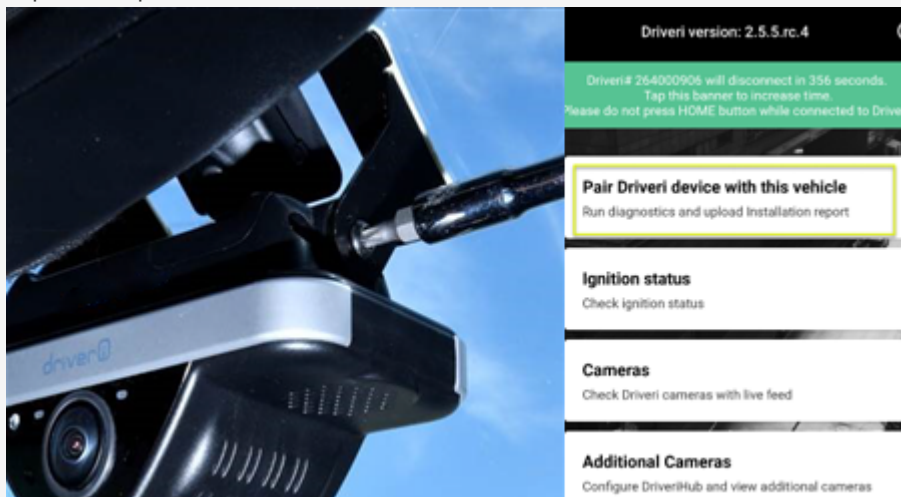 driveri
Driveri version: 2.5.5.rc.4
Driveri# 264000906 will disconnect in 356 seconds.
Tap this banner to increase time.
Please do not press HOME button while connected to Drive
Pair Driveri device with this vehicle
Run diagnostics and upload Installation report
Ignition status
Check ignition status
Cameras
Check Driveri cameras with live feed
Additional Cameras
Configure DriveriHub and view additional cameras